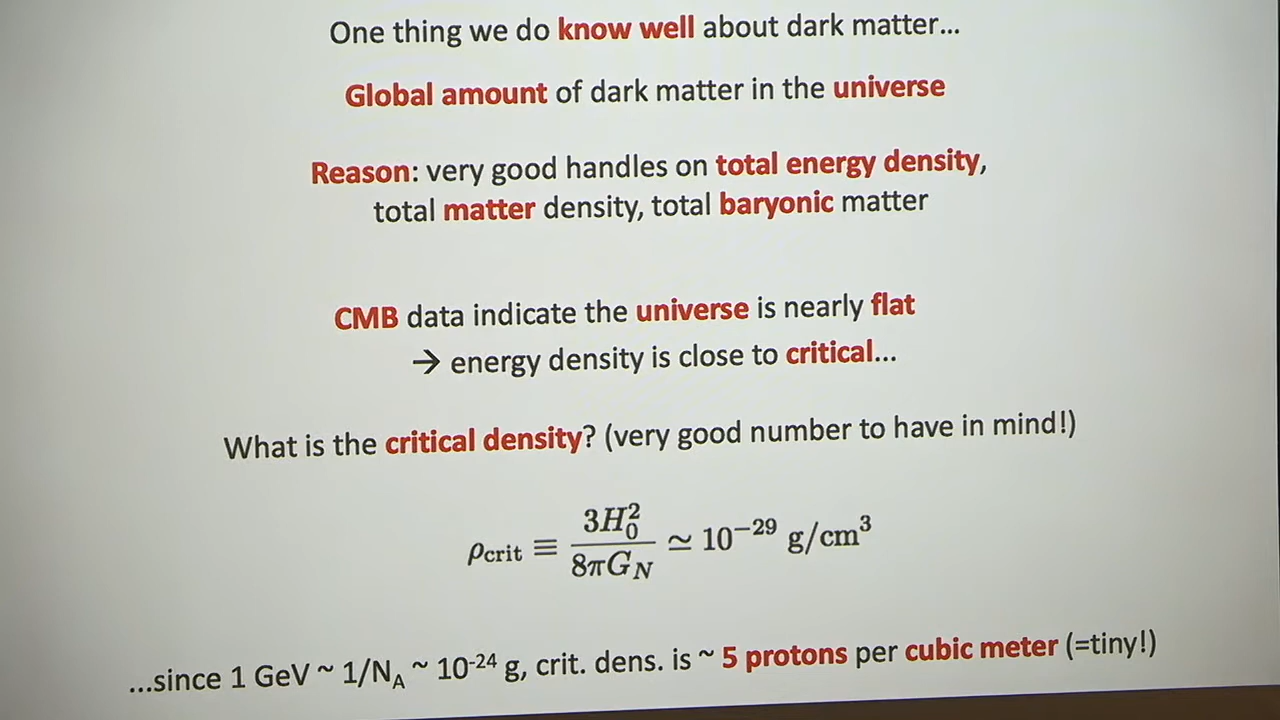 One thing we do know well about dark matter...
Global amount of dark matter in the universe
Reason: very good handles on total energy density,
total matter density, total baryonic matter
CMB data indicate the universe is nearly flat
→ energy density is close to critical...
What is the critical density? (very good number to have in mind!)
ρcrit ≡ 3H₀²/8πG_N ≃ 10⁻²⁹ g/cm³
...since 1 GeV ~ 1/N_A ~ 10⁻²⁴ g, crit. dens. is ~ 5 protons per cubic meter (=tiny!)